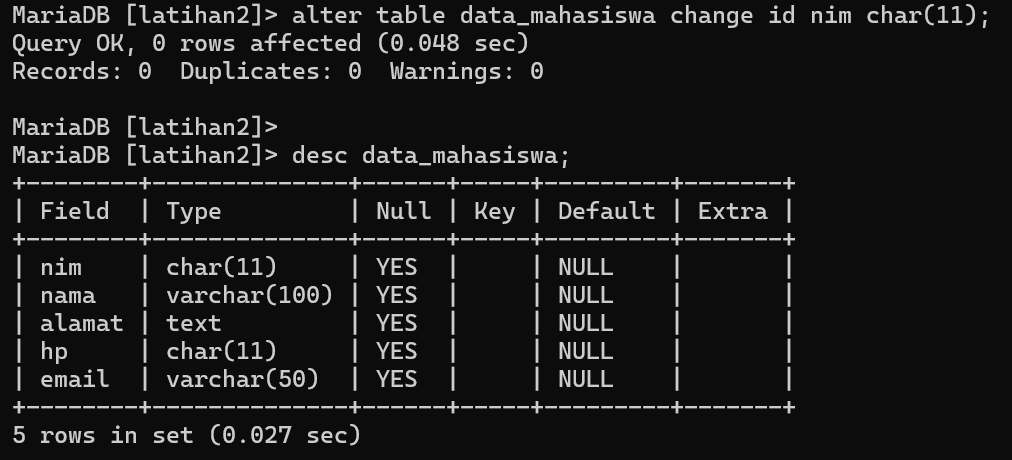 MariaDB [latihan2]> alter table data_mahasiswa change id nim char(11);
Query OK, 0 rows affected (0.048 sec)
Records: 0  Duplicates: 0  Warnings: 0

MariaDB [latihan2]>
MariaDB [latihan2]> desc data_mahasiswa;
+--------+--------------+------+-----+---------+-------+
| Field  | Type         | Null | Key | Default | Extra |
+--------+--------------+------+-----+---------+-------+
| nim    | char(11)     | YES  |     | NULL    |       |
| nama   | varchar(100) | YES  |     | NULL    |       |
| alamat | text         | YES  |     | NULL    |       |
| hp     | char(11)     | YES  |     | NULL    |       |
| email  | varchar(50)  | YES  |     | NULL    |       |
+--------+--------------+------+-----+---------+-------+
5 rows in set (0.027 sec)